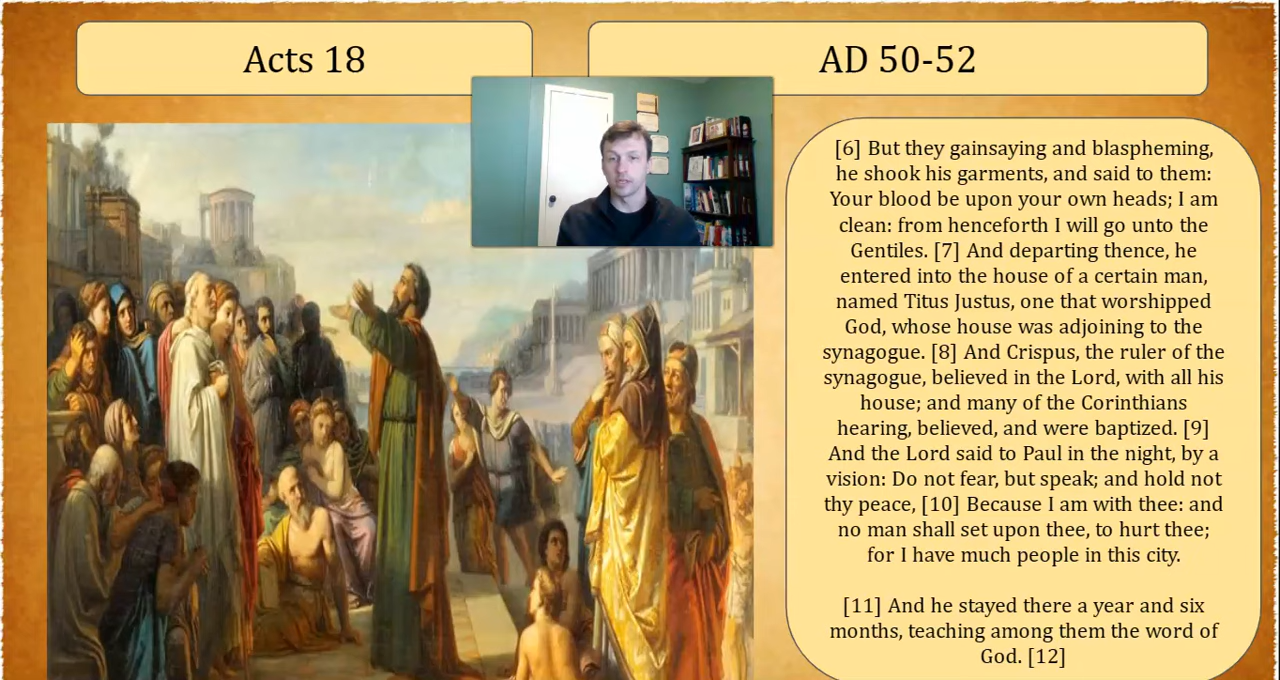 Acts 18
AD 50-52
[6] But they gainsaying and blaspheming,
he shook his garments, and said to them:
Your blood be upon your own heads; I am
clean: from henceforth I will go unto the
Gentiles. [7] And departing thence, he
entered into the house of a certain man,
named Titus Justus, one that worshipped
God, whose house was adjoining to the
synagogue. [8] And Crispus, the ruler of the
synagogue, believed in the Lord, with all his
house; and many of the Corinthians
hearing, believed, and were baptized. [9]
And the Lord said to Paul in the night, by a
vision: Do not fear, but speak; and hold not
thy peace, [10] Because I am with thee: and
no man shall set upon thee, to hurt thee;
for I have much people in this city.
[11] And he stayed there a year and six
months, teaching among them the word of
God. [12]